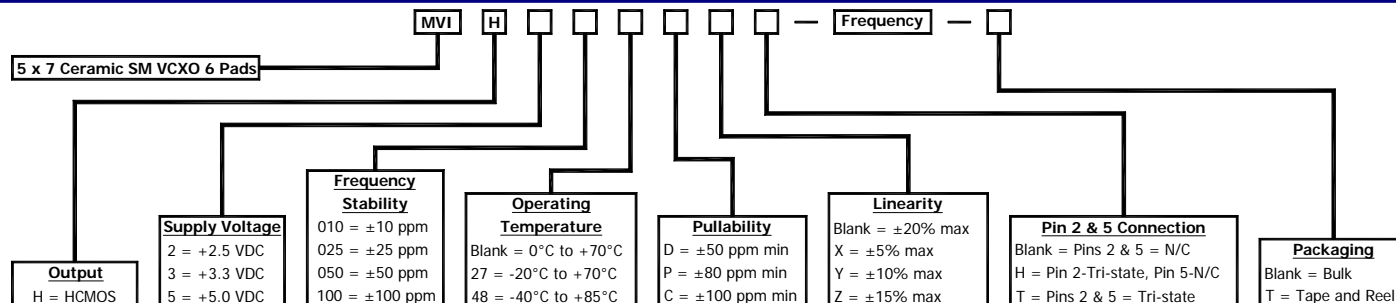 MVI H — Frequency —
5 x 7 Ceramic SM VCXO 6 Pads
Output
H = HCMOS
Supply Voltage
2 = +2.5 VDC
3 = +3.3 VDC
5 = +5.0 VDC
Frequency
Stability
010 = ±10 ppm
025 = ±25 ppm
050 = ±50 ppm
100 = ±100 ppm
Operating
Temperature
Blank = 0°C to +70°C
27 = -20°C to +70°C
48 = -40°C to +85°C
Pullability
D = ±50 ppm min
P = ±80 ppm min
C = ±100 ppm min
Linearity
Blank = ±20% max
X = ±5% max
Y = ±10% max
Z = ±15% max
Pin 2 & 5 Connection
Blank = Pins 2 & 5 = N/C
H = Pin 2-Tri-state, Pin 5-N/C
T = Pins 2 & 5 = Tri-state
Packaging
Blank = Bulk
T = Tape and Reel